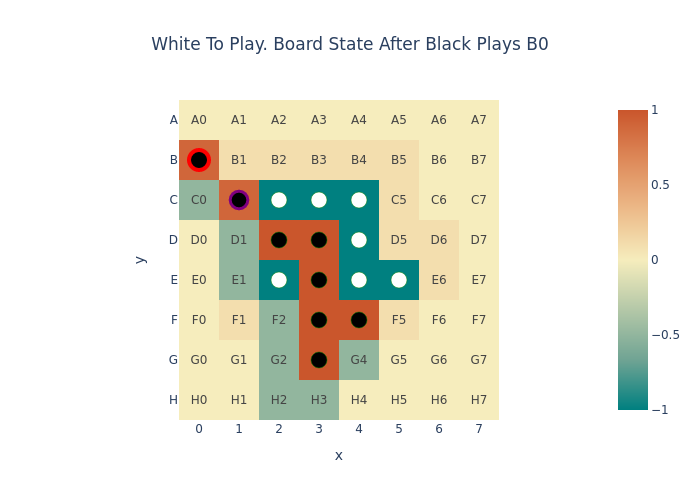 White To Play. Board State After Black Plays B0
A A0 A1 A2 A3 A4 A5 A6 A7
B B1 B2 B3 B4 B5 B6 B7
C C0 C5 C6 C7
D D0 D1 D5 D6 D7
E E0 E1 E6 E7
F F0 F1 F2 F5 F6 F7
G G0 G1 G2 G4 G5 G6 G7
H H0 H1 H2 H3 H4 H5 H6 H7
0 1 2 3 4 5 6 7
x
y
1
0.5
0
−0.5
−1